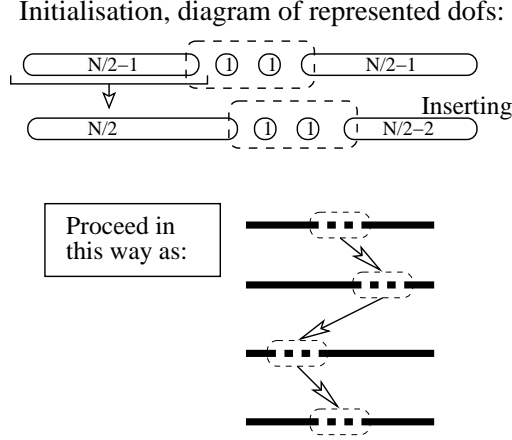 Initialisation, diagram of represented dofs:
N/2−1 1 1 N/2−1
Inserting
N/2 1 1 N/2−2
Proceed in
this way as: